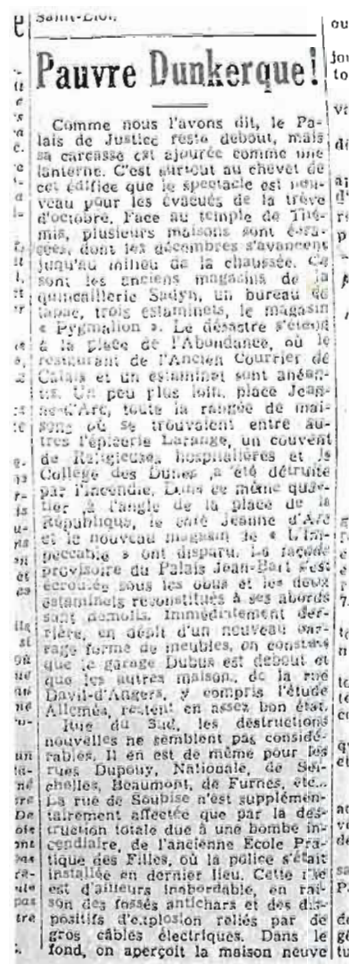 Saint-Eloi,
Pauvre Dunkerque!
Comme nous l'avons dit, le Pa-
lais de Justice reste debout, mais
sa carcasse est ajourée comme une
lanterne. C'est surtout au chevet de
cet édifice que le spectacle est nou-
veau pour les évacués de la trêve
d'octobre. Face au temple de Thé-
mis, plusieurs maisons sont écra-
sées, dont les décombres s'avancent
jusqu'au milieu de la chaussée. Ce
sont les anciens magasins de la
quincaillerie Sadyn, un bureau de
tabac, trois estaminets, le magasin
« Pygmalion ». Le désastre s'étend
à la place de l'Abondance, où le
restaurant de l'Ancien Courrier de
Calais et un estaminet sont anéan-
tis. Un peu plus loin, place Jean-
ne-d'Arc, toute la rangée de mai-
sons où se trouvaient entre au-
tres l'épicerie Larange, un couvent
de Religieuses hospitalières et le
Collège des Dunes a été détruite
par l'incendie. Dans ce même quar-
tier, à l'angle de la place de la
République, le café Jeanne d'Arc
et le nouveau magasin de « L'Im-
peccable » ont disparu. La façade
provisoire du Palais Jean-Bart s'est
écroulée sous les obus et les deux
estaminets reconstitués à ses abords
sont démolis. Immédiatement der-
rière, en dépit d'un nouveau bar-
rage formé de meubles, on constate
que le garage Dubus est debout et
que les autres maisons de la rue
David-d'Angers, y compris l'étude
Allemès, restent en assez bon état.
Rue du Sud, les destructions
nouvelles ne semblent pas considé-
rables. Il en est de même pour les
rues Dupouy, Nationale, de Sé-
chelles, Beaumont, de Furnes, etc...
La rue de Soubise n'est supplémen-
tairement affectée que par la des-
truction totale due à une bombe in-
cendiaire, de l'ancienne Ecole Pra-
tique des Filles, où la police s'était
installée en dernier lieu. Cette rue
est d'ailleurs inabordable, en rai-
son des fossés antichars et des dis-
positifs d'explosion reliés par de
gros câbles électriques. Dans le
fond, on aperçoit la maison neuve